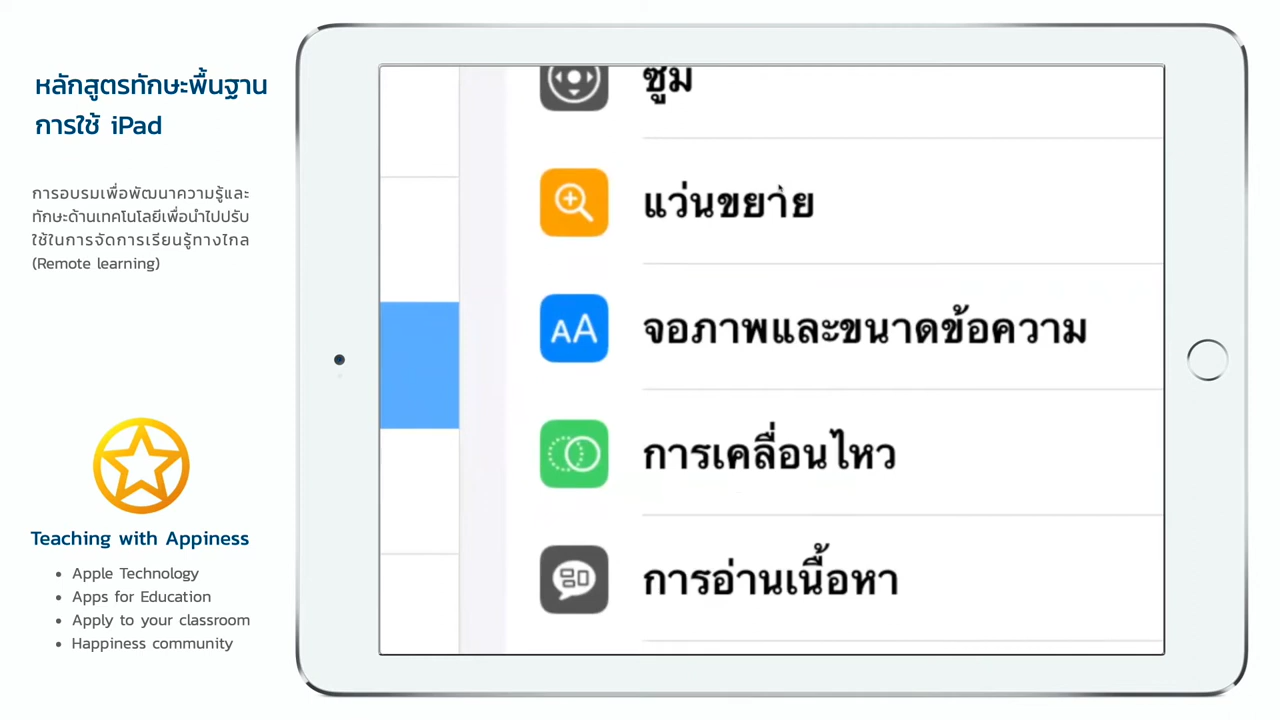 หลักสูตรทักษะพื้นฐาน
การใช้ iPad
การอบรมเพื่อพัฒนาความรู้และ
ทักษะด้านเทคโนโลยีเพื่อนำไปปรับ
ใช้ในการจัดการเรียนรู้ทางไกล
(Remote learning)
Teaching with Appiness
• Apple Technology
• Apps for Education
• Apply to your classroom
• Happiness community
ซูม
แว่นขยาย
AA
จอภาพและขนาดข้อความ
การเคลื่อนไหว
การอ่านเนื้อหา